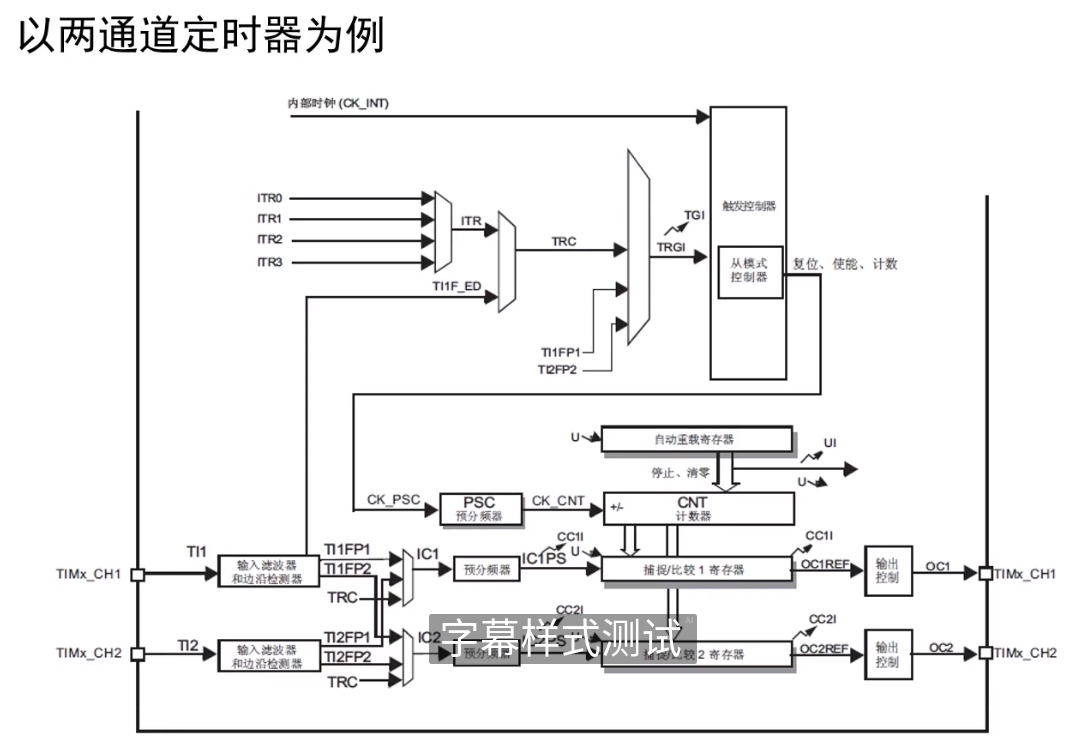 以两通道定时器为例
内部时钟 (CK_INT)
触发控制器
ITR0
ITR1
ITR2
ITR3
ITR
TRC
TGI
TRGI
从模式
控制器
复位、使能、计数
TI1F_ED
TI1FP1
TI2FP2
U
自动重载寄存器
UI
停止、清零
U
CK_PSC
PSC
预分频器
CK_CNT
+/-
CNT
计数器
TI1
TIMx_CH1
输入滤波器
和边沿检测器
TI1FP1
TI1FP2
TRC
IC1
预分频器
CC1I
IC1PS
U
捕捉/比较 1 寄存器
CC1I
OC1REF
输出
控制
OC1
TIMx_CH1
TIMx_CH2
TI2
输入滤波器
和边沿检测器
TI2FP1
TI2FP2
TRC
IC2
预分频器
CC2I
捕捉/比较 2 寄存器
CC2I
OC2REF
输出
控制
OC2
TIMx_CH2
字幕样式测试